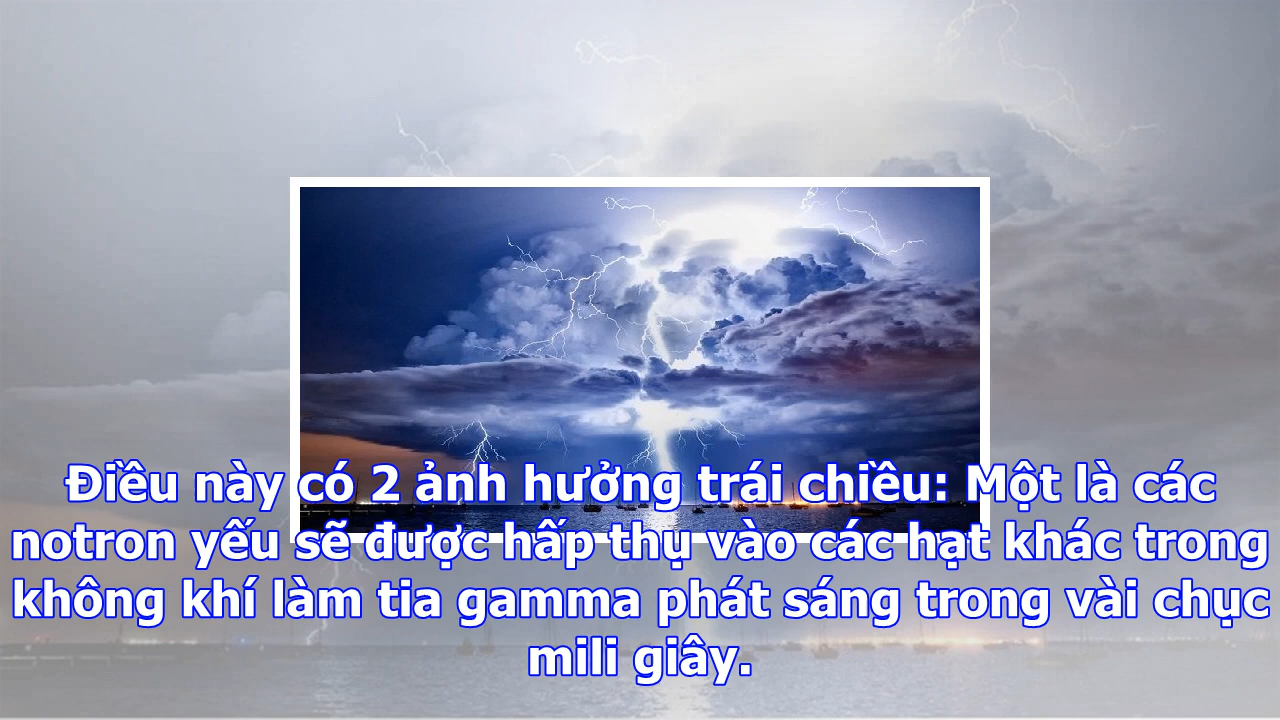 Điều này có 2 ảnh hưởng trái chiều: Một là các
notron yếu sẽ được hấp thụ vào các hạt khác trong
không khí làm tia gamma phát sáng trong vài chục
mili giây.